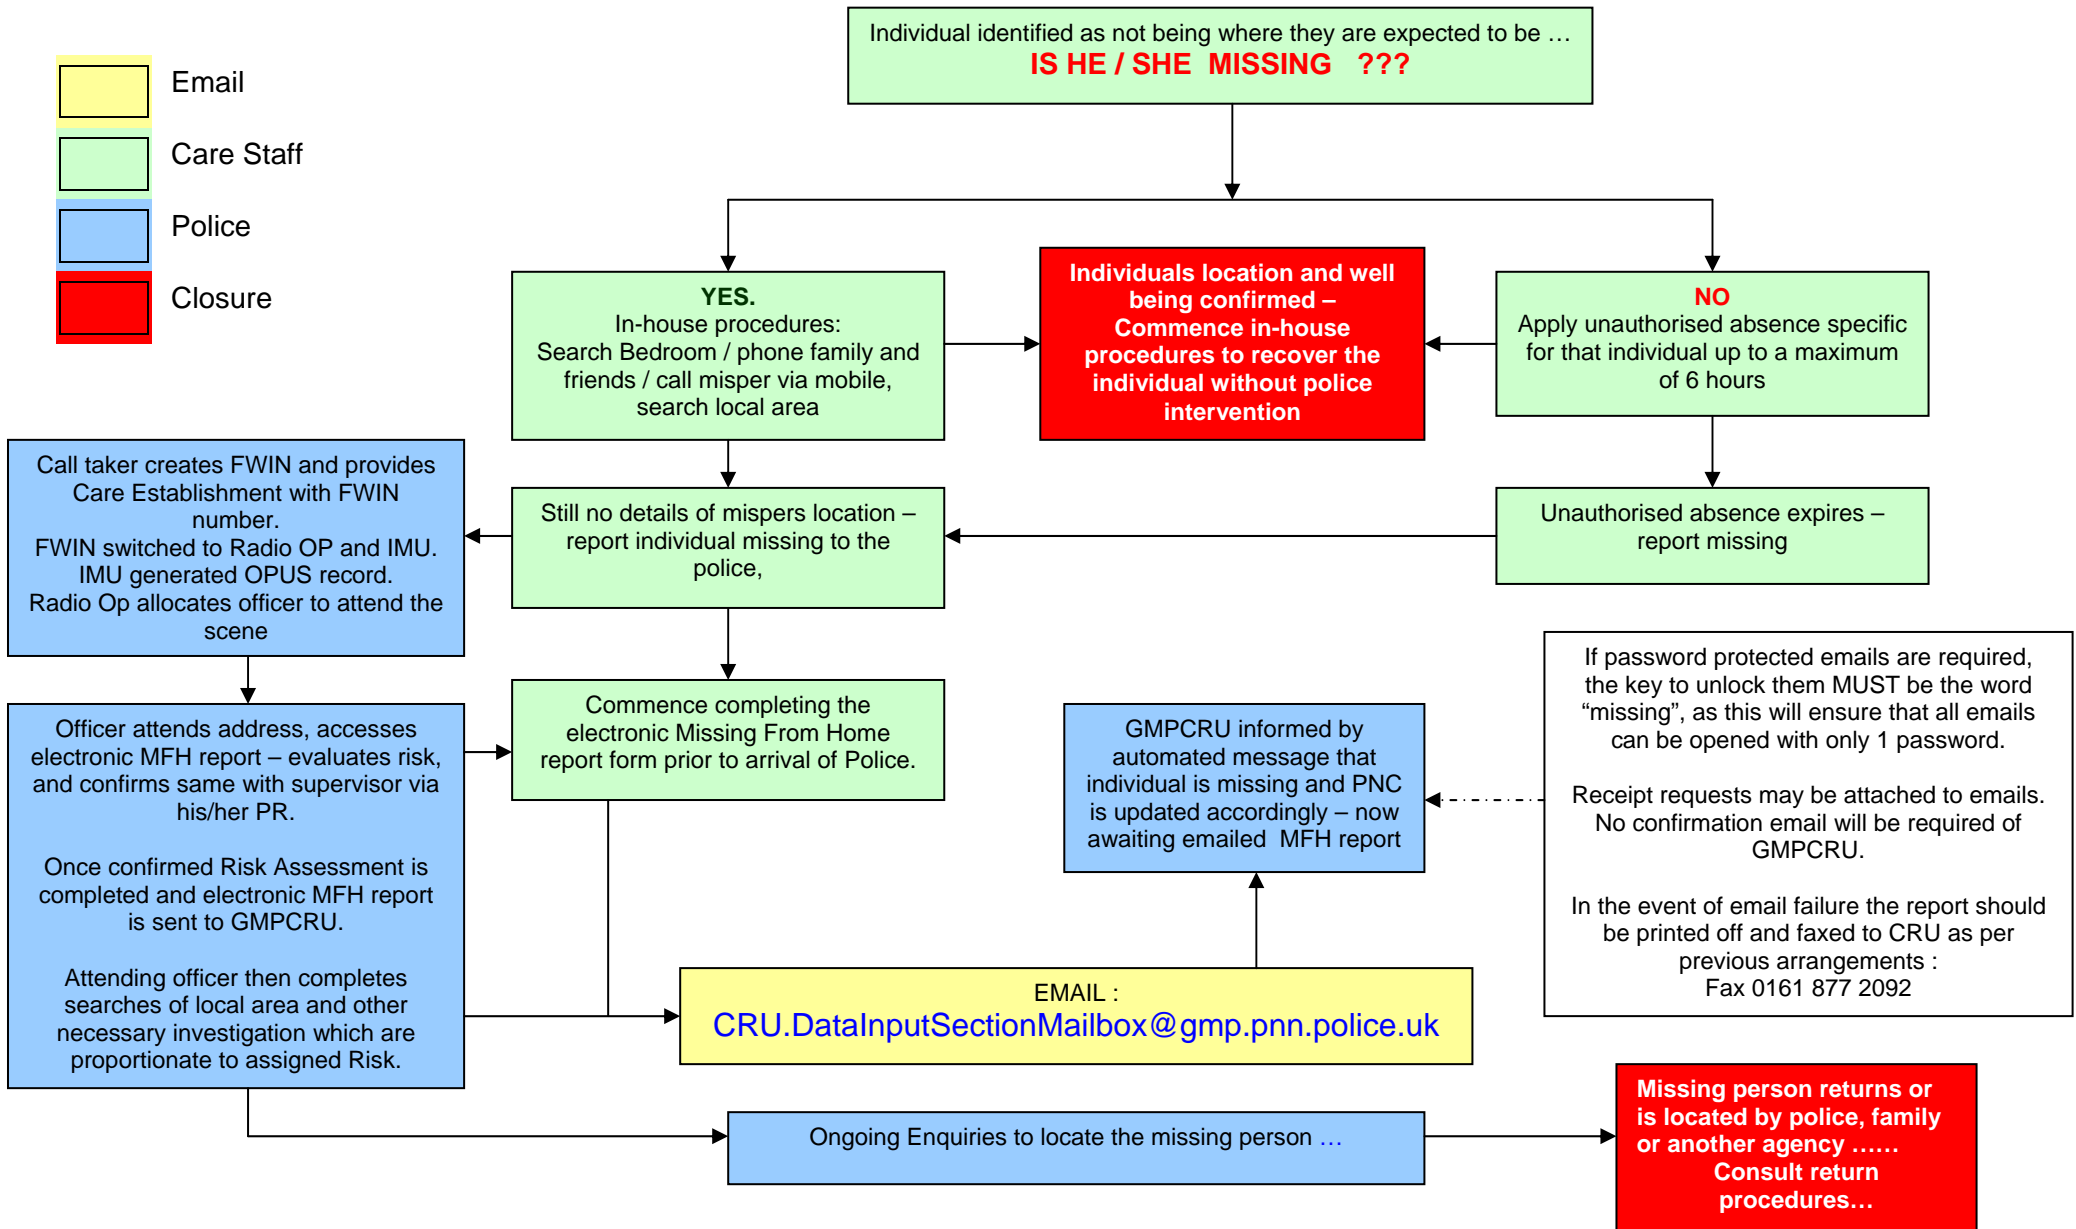 Individual identified as not being where they are expected to be …
IS HE / SHE  MISSING   ???
Email
Care Staff
Police
Closure
YES.
In-house procedures:
Search Bedroom / phone family and
friends / call misper via mobile,
search local area
Individuals location and well
being confirmed –
Commence in-house
procedures to recover the
individual without police
intervention
NO
Apply unauthorised absence specific
for that individual up to a maximum
of 6 hours
Call taker creates FWIN and provides
Care Establishment with FWIN
number.
FWIN switched to Radio OP and IMU.
IMU generated OPUS record.
Radio Op allocates officer to attend the
scene
Still no details of mispers location –
report individual missing to the
police,
Unauthorised absence expires –
report missing
Officer attends address, accesses
electronic MFH report – evaluates risk,
and confirms same with supervisor via
his/her PR.
Once confirmed Risk Assessment is
completed and electronic MFH report
is sent to GMPCRU.
Attending officer then completes
searches of local area and other
necessary investigation which are
proportionate to assigned Risk.
Commence completing the
electronic Missing From Home
report form prior to arrival of Police.
GMPCRU informed by
automated message that
individual is missing and PNC
is updated accordingly – now
awaiting emailed  MFH report
If password protected emails are required,
the key to unlock them MUST be the word
“missing”, as this will ensure that all emails
can be opened with only 1 password.
Receipt requests may be attached to emails.
No confirmation email will be required of
GMPCRU.
In the event of email failure the report should
be printed off and faxed to CRU as per
previous arrangements :
Fax 0161 877 2092
EMAIL :
CRU.DataInputSectionMailbox@gmp.pnn.police.uk
Ongoing Enquiries to locate the missing person …
Missing person returns or
is located by police, family
or another agency ……
Consult return
procedures…